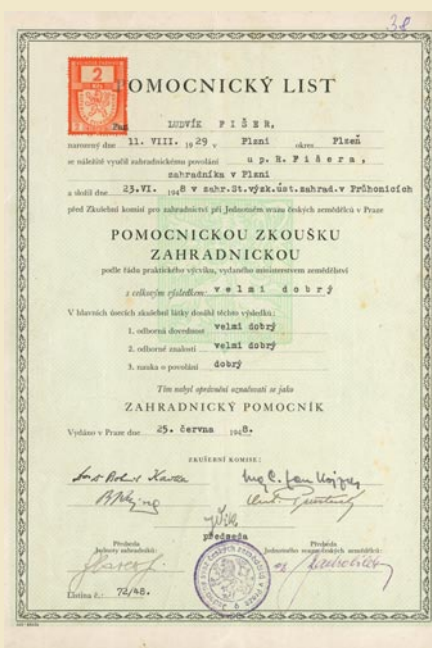 38
2
POMOCNICKÝ LIST
Pan LUDVÍK FIŠER,
narozený dne 11. VIII. 1929 v Plzni okres Plzeň
se náležitě vyučil zahradnickému povolání u p. R. Fišera,
zahradníka v Plzni
a složil dne 23.VI. 1948 v zahr.St.výzk.úst.zahrad.v Průhonicích
před Zkušební komisí pro zahradnictví při Jednotném svazu českých zemědělců v Praze
POMOCNICKOU ZKOUŠKU
ZAHRADNICKOU
podle řádu praktického výcviku, vydaného ministerstvem zemědělství
s celkovým výsledkem: velmi dobrý
V hlavních úsecích zkušební látky dosáhl těchto výsledků:
1. odborná dovednost velmi dobrý
2. odborné znalosti velmi dobrý
3. nauka o povolání dobrý
Tím nabyl oprávnění označovati se jako
ZAHRADNICKÝ POMOCNÍK
Vydáno v Praze dne 25. června 1948.
ZKUŠEBNÍ KOMISE:
předseda
Předseda
Jednoty zahradníků:
Předseda
Jednotného svazu českých zemědělců:
Listina č.: 72/48.